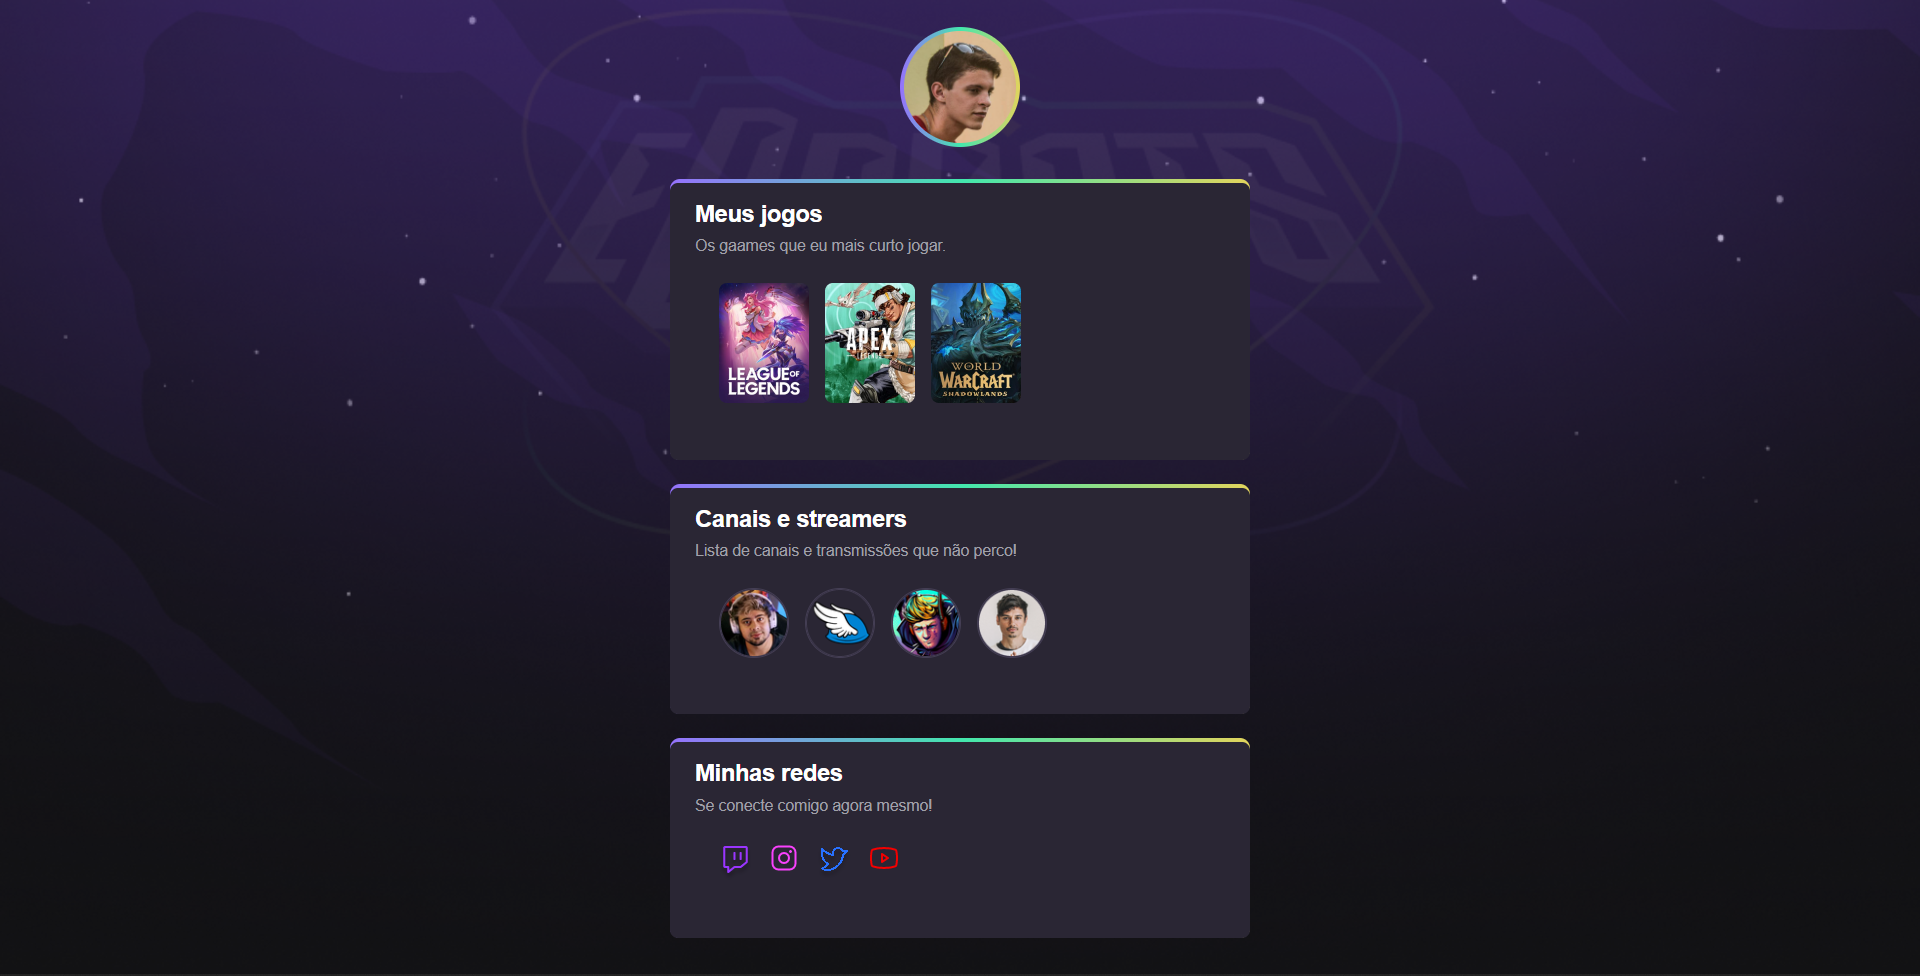 Meus jogos
Os gaames que eu mais curto jogar.
LEAGUE OF
LEGENDS
APEX
LEGENDS
WORLD
OF
WARCRAFT
SHADOWLANDS
Canais e streamers
Lista de canais e transmissões que não perco!
Minhas redes
Se conecte comigo agora mesmo!